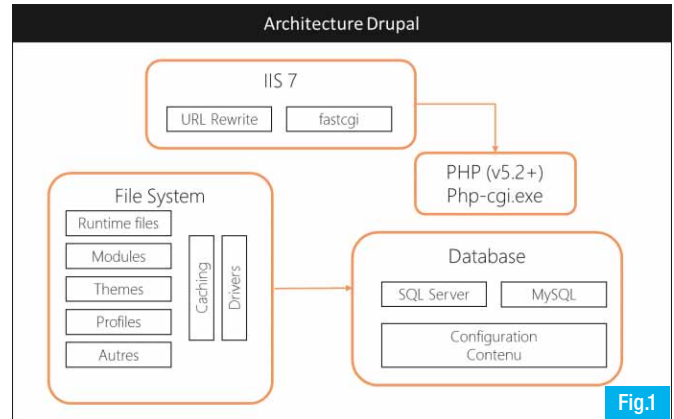 Architecture Drupal
IIS 7
URL Rewrite
fastcgi
PHP (v5.2+)
Php-cgi.exe
File System
Runtime files
Modules
Themes
Profiles
Autres
Caching
Drivers
Database
SQL Server
MySQL
Configuration
Contenu
Fig.1